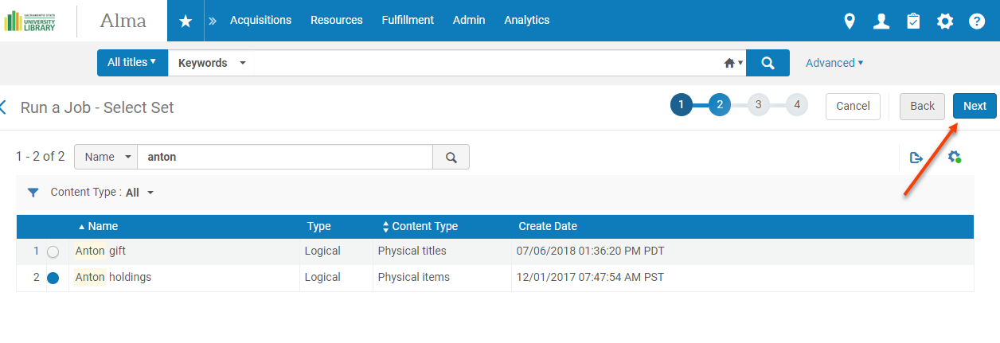 SACRAMENTO STATE
UNIVERSITY
LIBRARY
Alma
Acquisitions Resources Fulfillment Admin Analytics
?
All titles Keywords Advanced
Run a Job - Select Set 1 2 3 4 Cancel Back Next
1 - 2 of 2 Name anton
Content Type : All
Name Type Content Type Create Date
1 Anton gift Logical Physical titles 07/06/2018 01:36:20 PM PDT
2 Anton holdings Logical Physical items 12/01/2017 07:47:54 AM PST